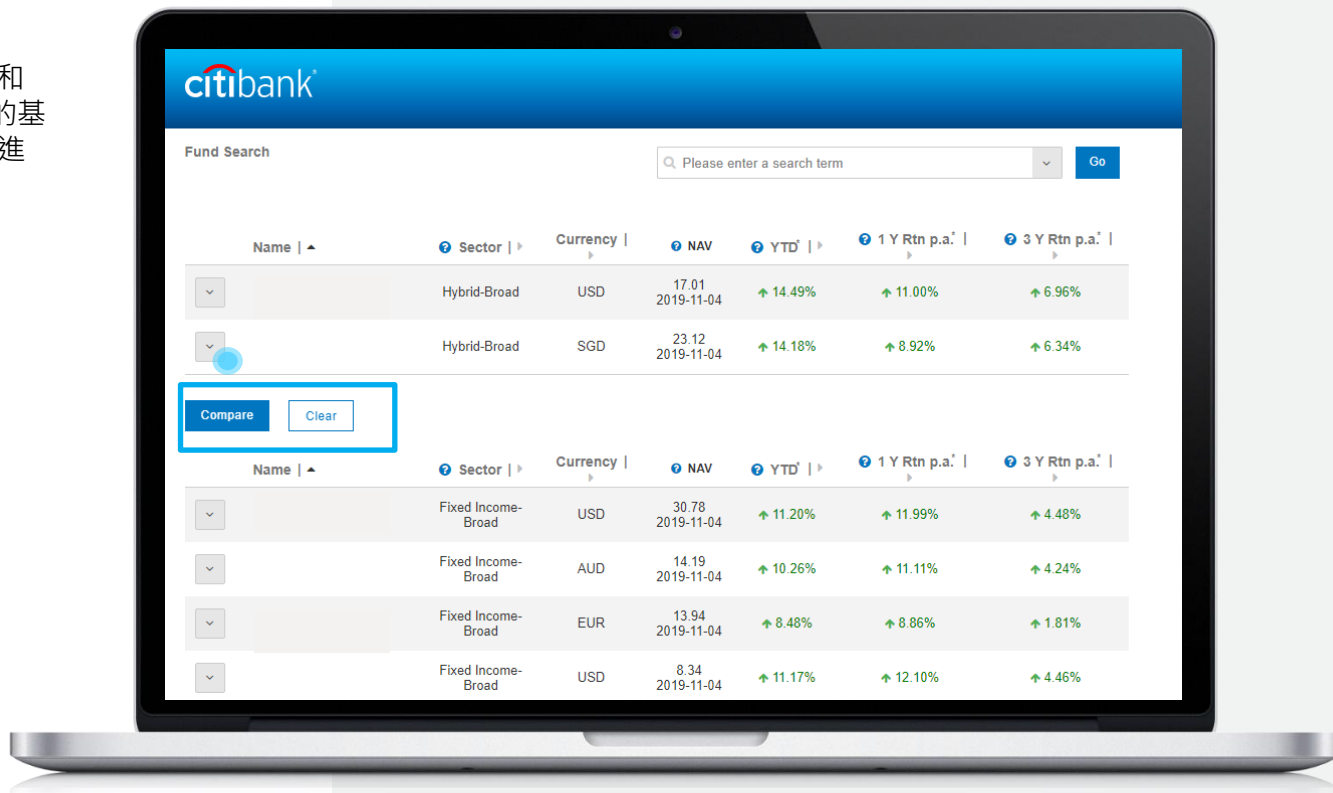 和
的基
進
citibank
Fund Search
Please enter a search term
Go
Name | Sector | Currency | NAV YTD* | 1 Y Rtn p.a.* | 3 Y Rtn p.a.* |
Hybrid-Broad USD 17.01 2019-11-04 14.49% 11.00% 6.96%
Hybrid-Broad SGD 23.12 2019-11-04 14.18% 8.92% 6.34%
Compare Clear
Name | Sector | Currency | NAV YTD* | 1 Y Rtn p.a.* | 3 Y Rtn p.a.* |
Fixed Income-Broad USD 30.78 2019-11-04 11.20% 11.99% 4.48%
Fixed Income-Broad AUD 14.19 2019-11-04 10.26% 11.11% 4.24%
Fixed Income-Broad EUR 13.94 2019-11-04 8.48% 8.86% 1.81%
Fixed Income-Broad USD 8.34 2019-11-04 11.17% 12.10% 4.46%